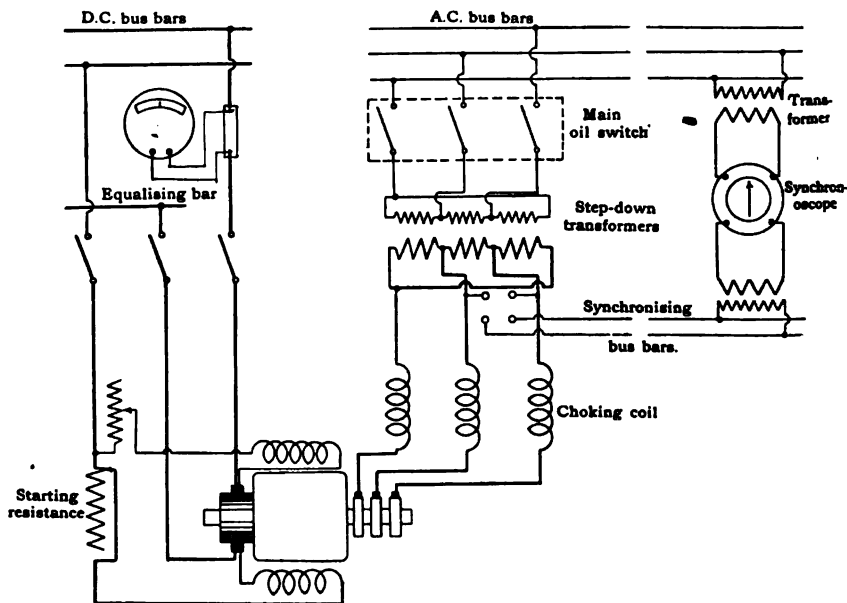 D.C. bus bars
A.C. bus bars
Main
oil switch
Trans-
former
Equalising bar
Step-down
transformers
Synchron-
oscope
Synchronising
bus bars.
Choking coil
Starting
resistance